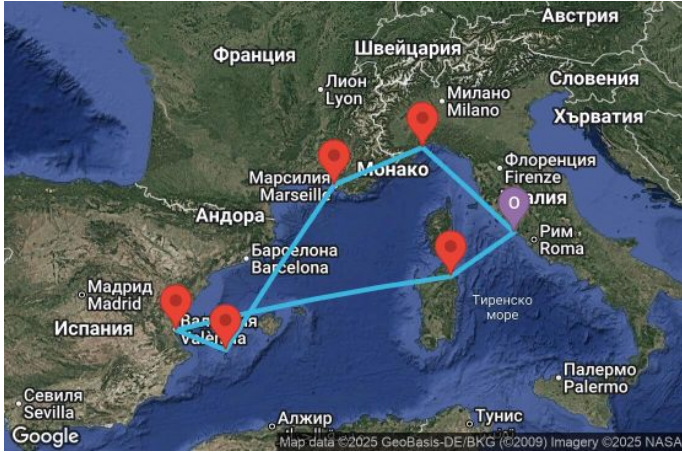 Австрия
Франция
Швейцария
Словения
Лион
Lyon
Милано
Milano
Хърватия
Марсилия
Marseille
Монако
Флоренция
Firenze
O
Андора
Рим
Roma
Барселона
Barcelona
Мадрид
Madrid
Тиренско
море
Испания
València
Палермо
Palermo
Севиля
Sevilla
Алжир
Тунис
Google
Map data ©2025 GeoBasis-DE/BKG (©2009) Imagery ©2025 NASA